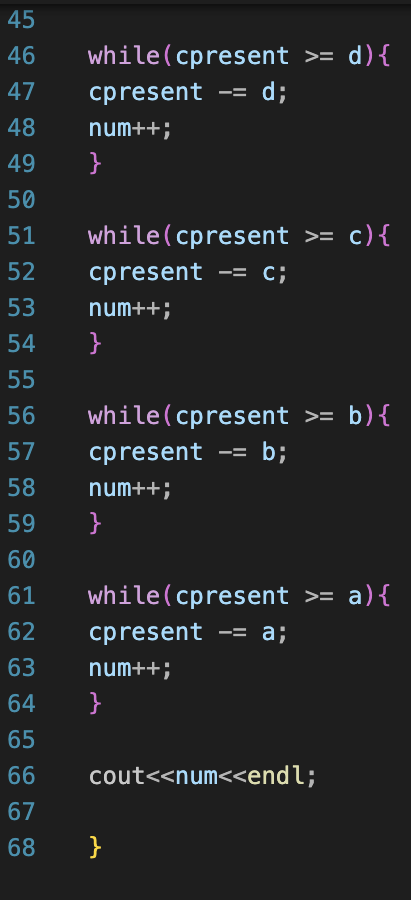 45
46 while(cpresent >= d){
47 cpresent -= d;
48 num++;
49 }
50
51 while(cpresent >= c){
52 cpresent -= c;
53 num++;
54 }
55
56 while(cpresent >= b){
57 cpresent -= b;
58 num++;
59 }
60
61 while(cpresent >= a){
62 cpresent -= a;
63 num++;
64 }
65
66 cout<<num<<endl;
67
68 }